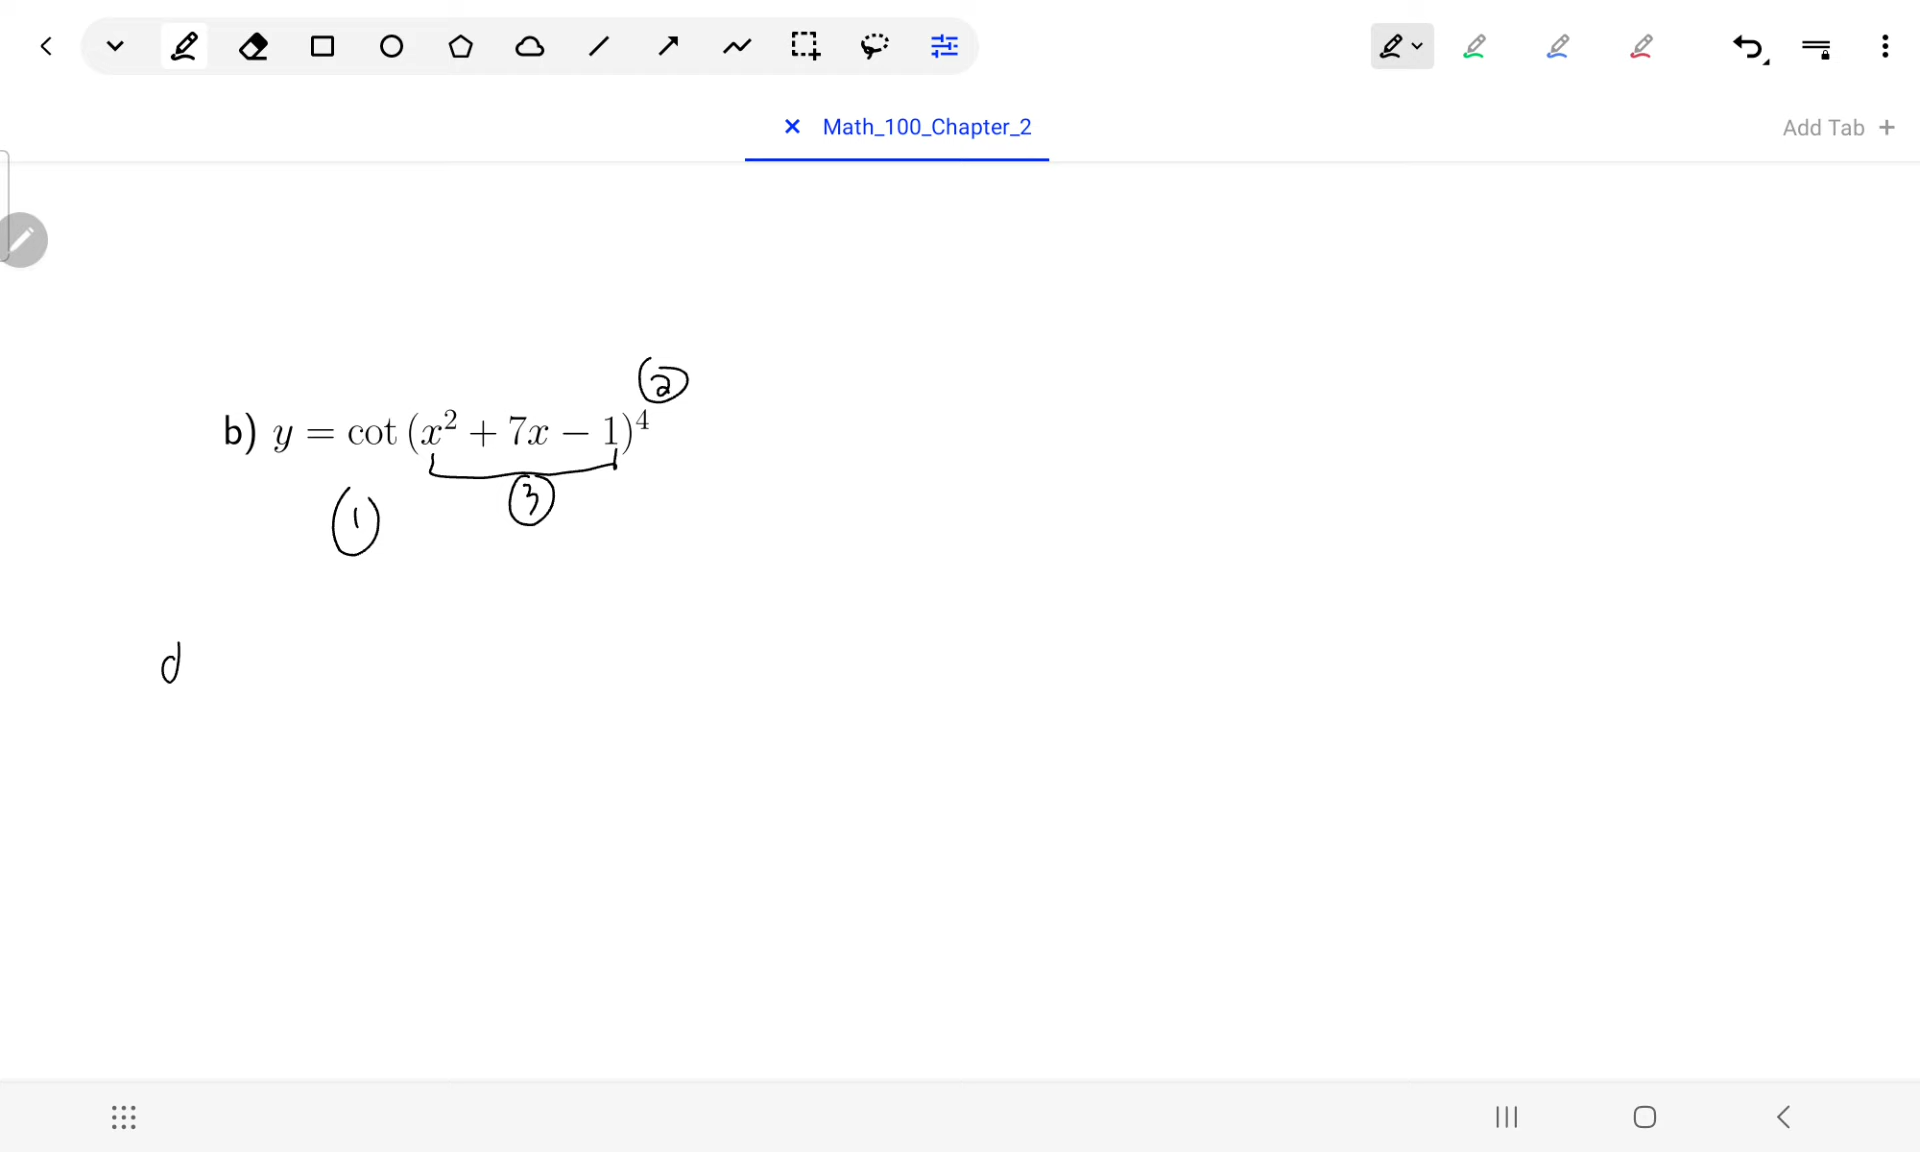 Math_100_Chapter_2
Add Tab +
②
b) y = cot (x² + 7x − 1)⁴
③
①
d